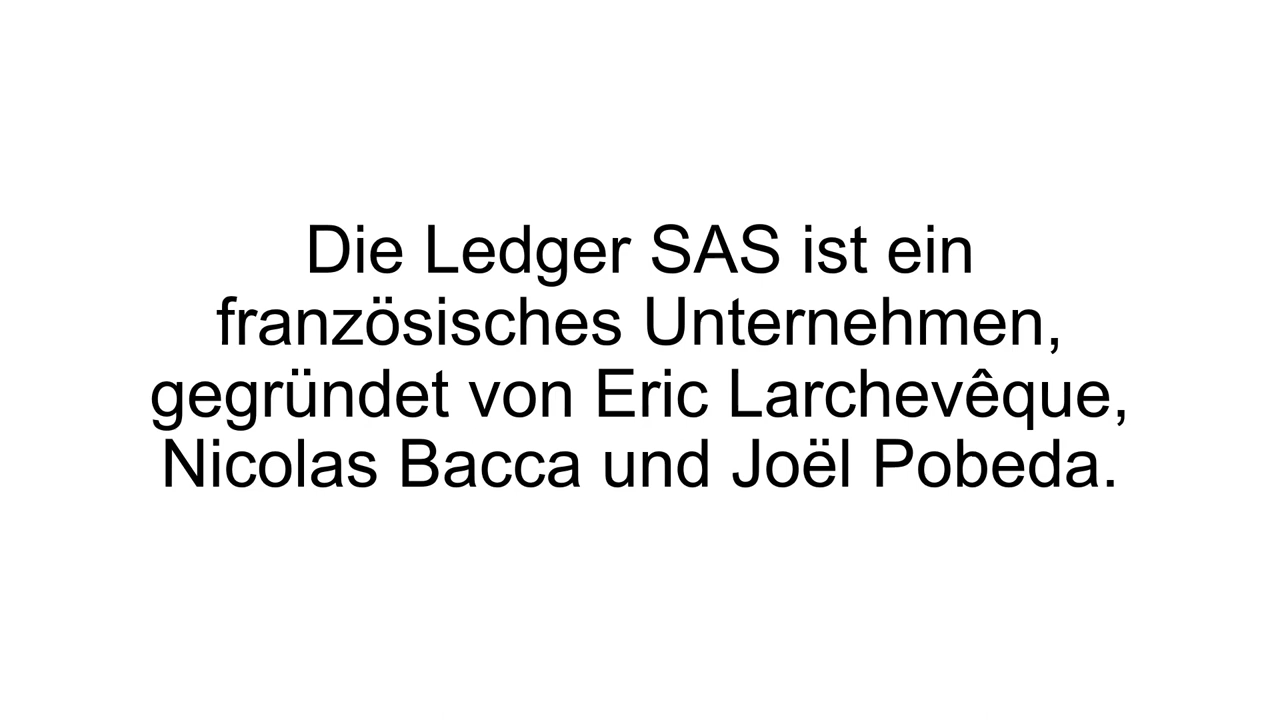 Die Ledger SAS ist ein
französisches Unternehmen,
gegründet von Eric Larchevêque,
Nicolas Bacca und Joël Pobeda.